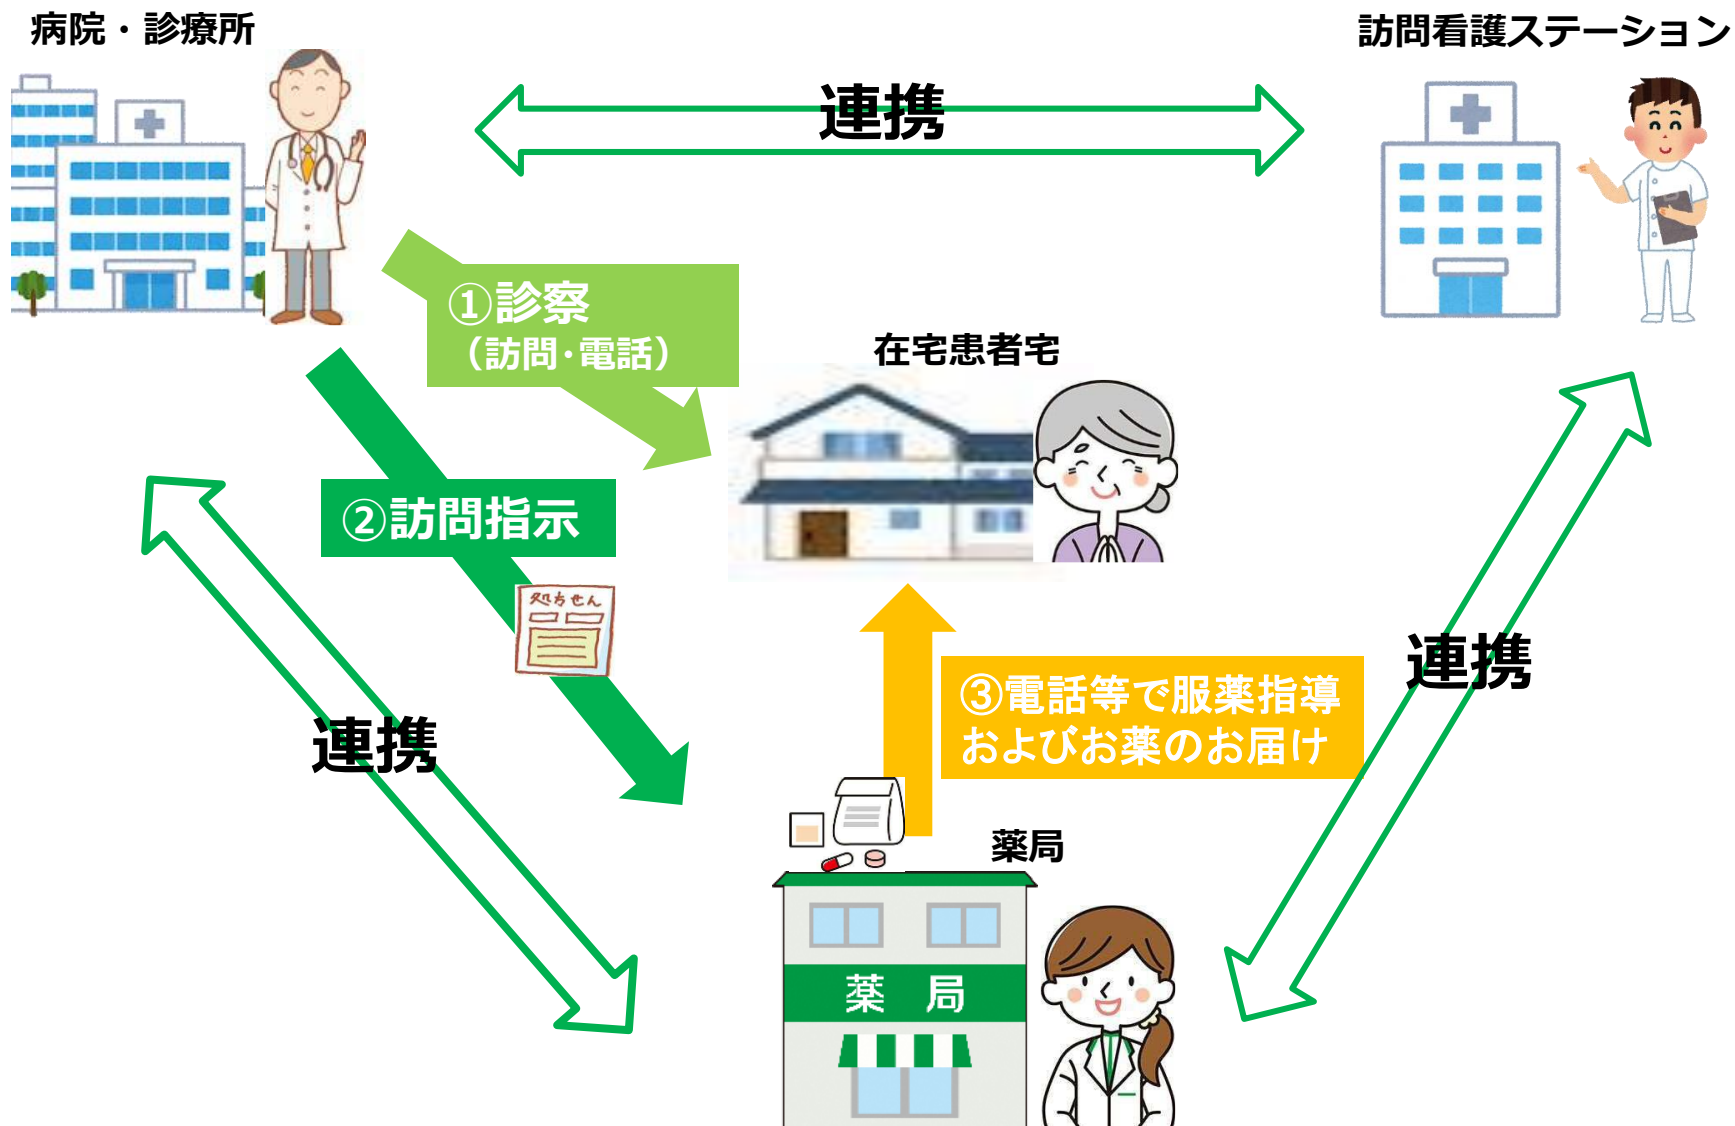 病院・診療所
訪問看護ステーション
連携
①診察
（訪問・電話）
在宅患者宅
②訪問指示
処方せん
連携
連携
③電話等で服薬指導
およびお薬のお届け
薬局
薬 局